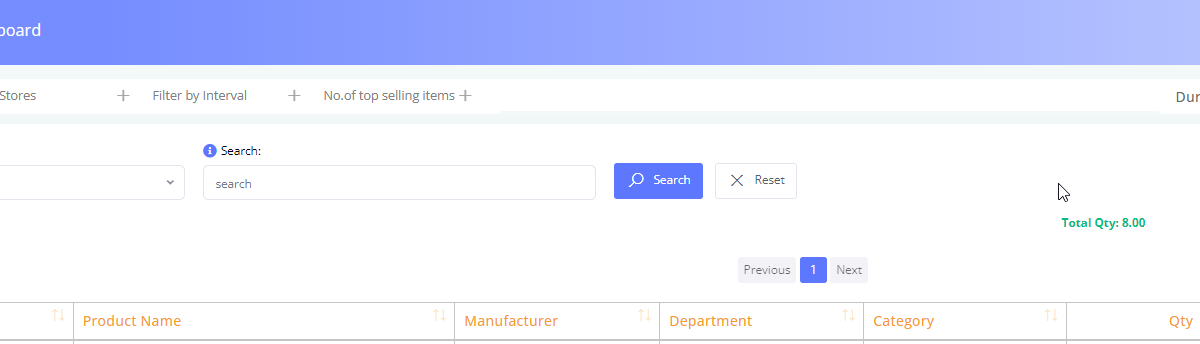 board
Stores Filter by Interval No.of top selling items Dur
Search:
search Search Reset
Total Qty: 8.00
Previous 1 Next
Product Name Manufacturer Department Category Qty